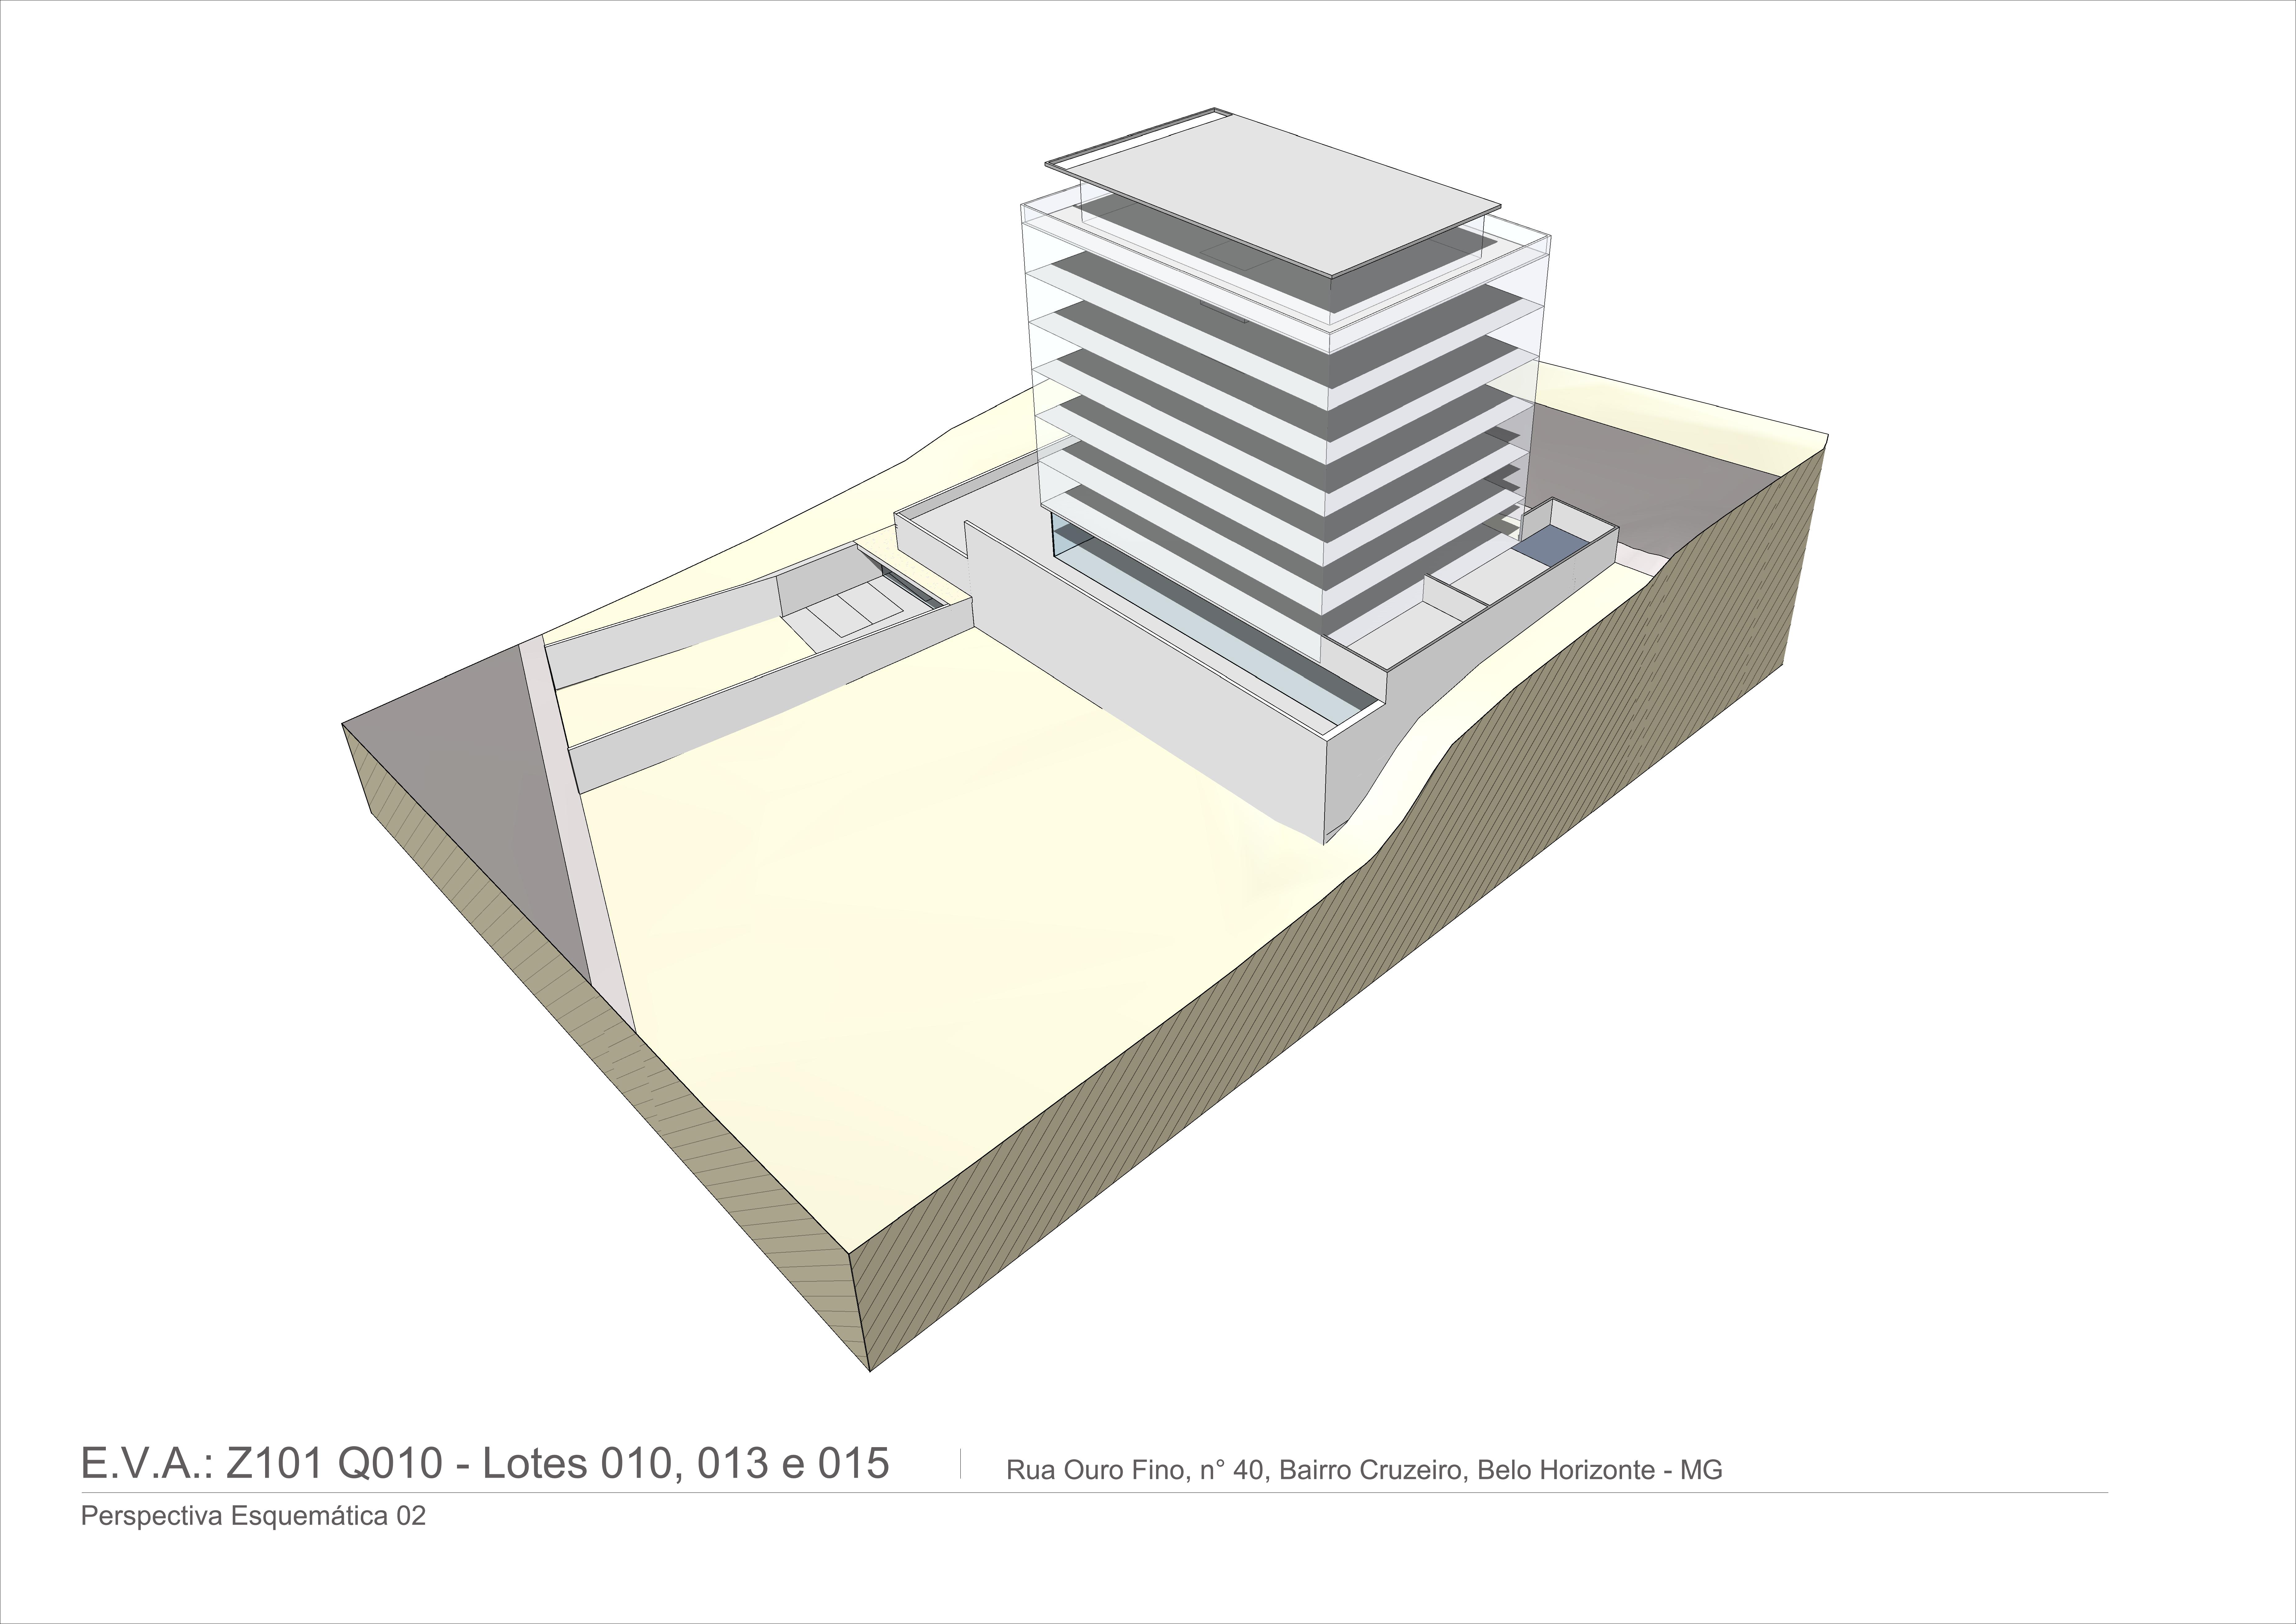 E.V.A.: Z101 Q010 - Lotes 010, 013 e 015
Rua Ouro Fino, n° 40, Bairro Cruzeiro, Belo Horizonte - MG
Perspectiva Esquemática 02